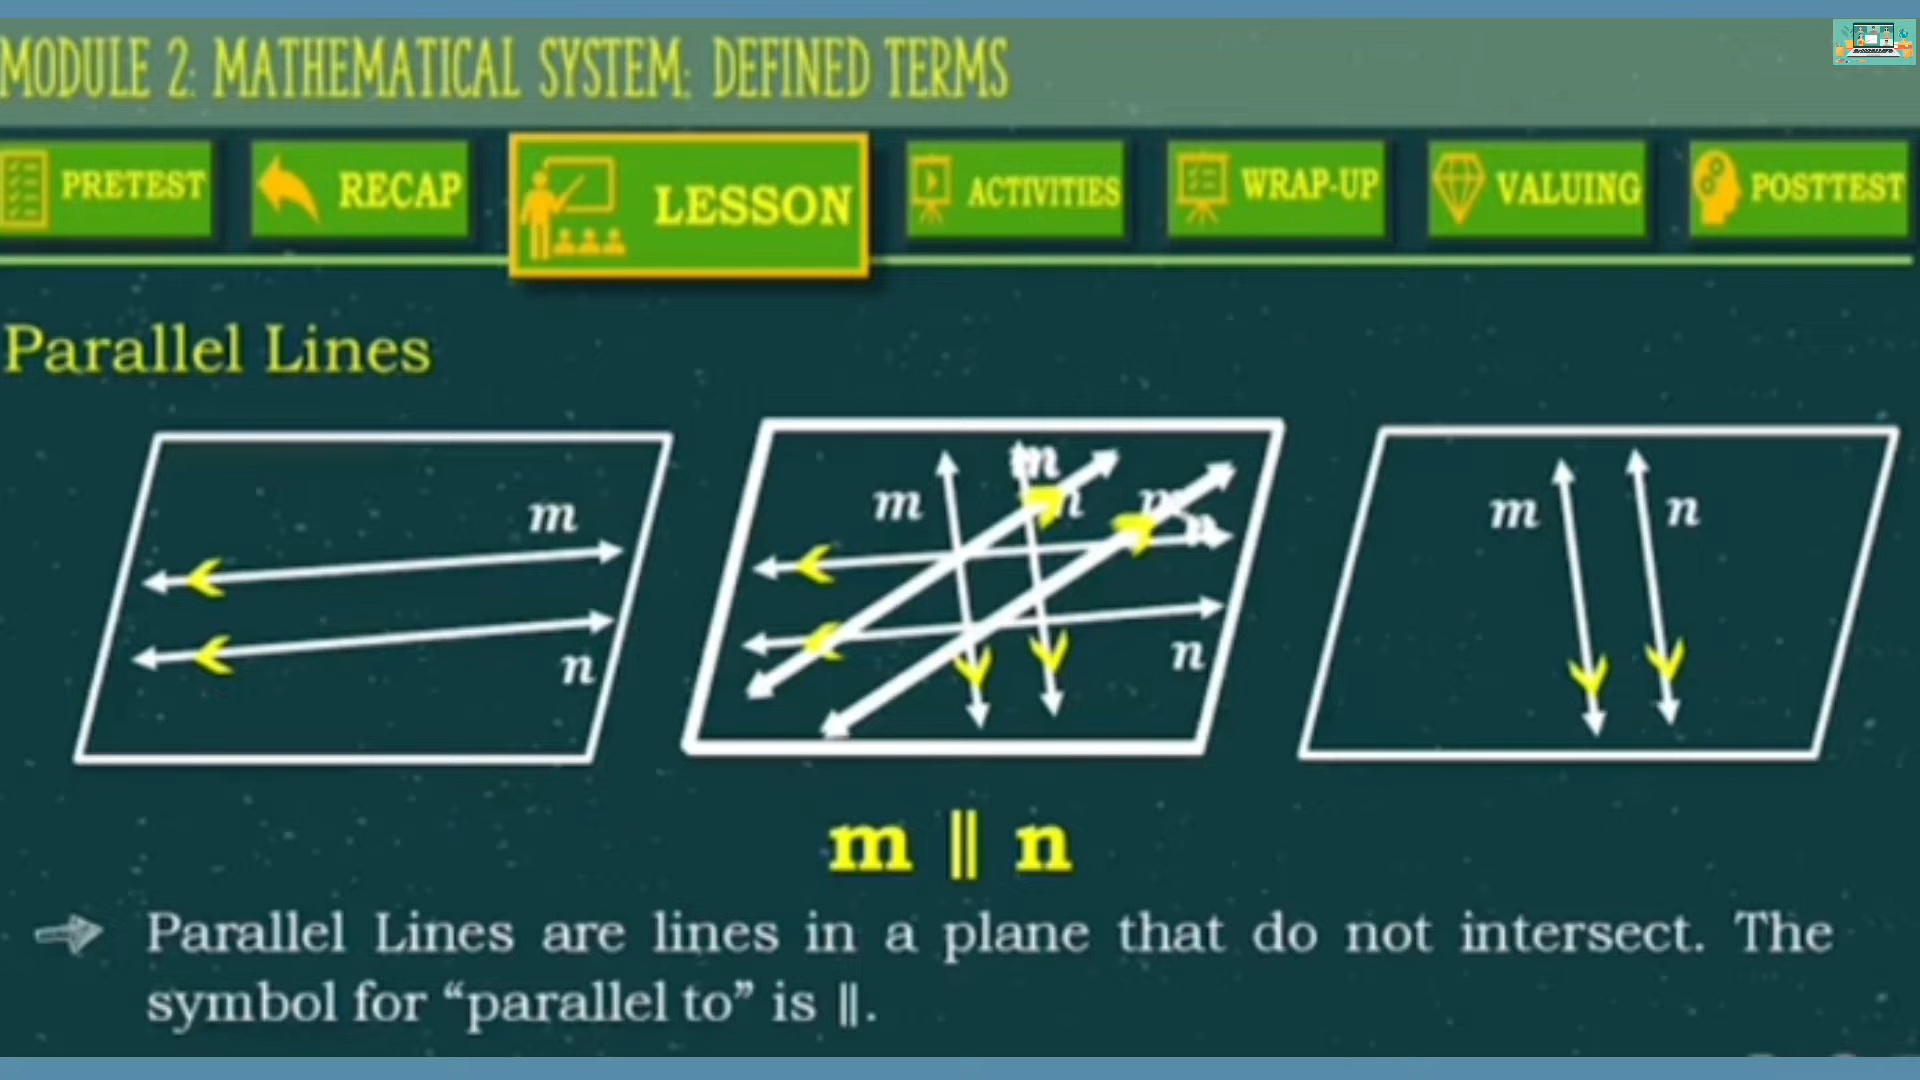 MODULE 2: MATHEMATICAL SYSTEM: DEFINED TERMS
PRETEST
RECAP
LESSON
ACTIVITIES
WRAP-UP
VALUING
POSTTEST
Parallel Lines
m
n
m
m
n
n
n
m
n
m || n
Parallel Lines are lines in a plane that do not intersect. The
symbol for “parallel to” is ||.